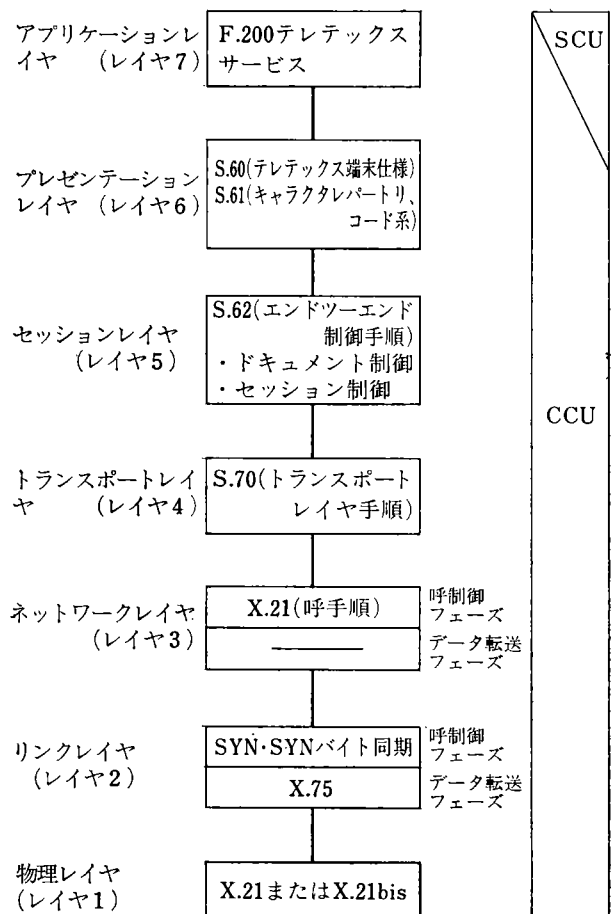 アプリケーションレ
イヤ (レイヤ7)
F.200テレテックス
サービス
SCU
プレゼンテーション
レイヤ (レイヤ6)
S.60(テレテックス端末仕様)
S.61(キャラクタレパートリ、
コード系)
セッションレイヤ
(レイヤ5)
S.62(エンドツーエンド
制御手順)
・ドキュメント制御
・セッション制御
CCU
トランスポートレイ
ヤ (レイヤ4)
S.70(トランスポート
レイヤ手順)
ネットワークレイヤ
(レイヤ3)
X.21(呼手順)
呼制御
フェーズ
データ転送
フェーズ
リンクレイヤ
(レイヤ2)
SYN・SYNバイト同期
呼制御
フェーズ
X.75
データ転送
フェーズ
物理レイヤ
(レイヤ1)
X.21またはX.21bis